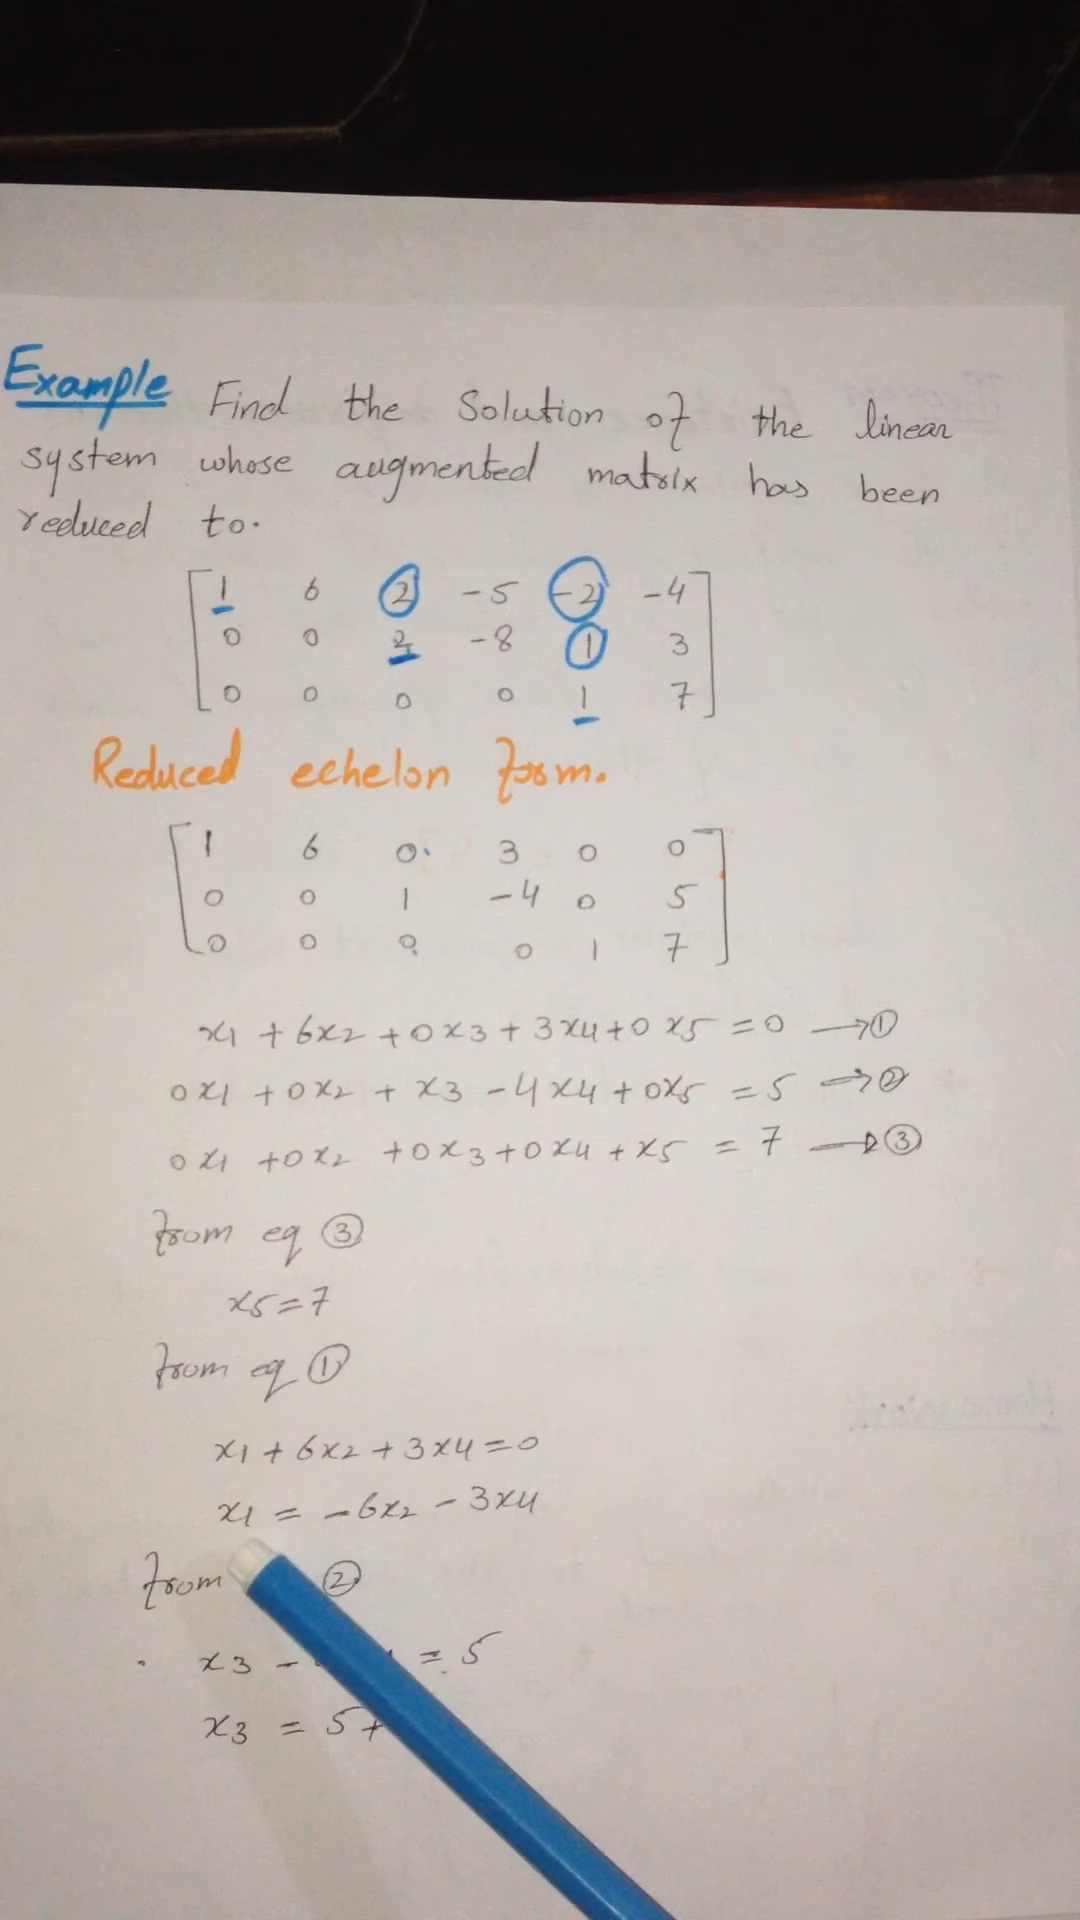 Example Find the Solution of the linear
system whose augmented matrix has been
reduced to.
1 6 2 -5 -2 -4
0 0 2 -8 1 3
0 0 0 0 1 7
Reduced echelon form.
1 6 0 3 0 0
0 0 1 -4 0 5
0 0 0 0 1 7
x1 + 6x2 + 0x3 + 3x4 + 0x5 = 0 → ①
0x1 + 0x2 + x3 - 4x4 + 0x5 = 5 → ②
0x1 + 0x2 + 0x3 + 0x4 + x5 = 7 → ③
from eq ③
x5 = 7
from eq ①
x1 + 6x2 + 3x4 = 0
x1 = -6x2 - 3x4
from ②
x3 - = 5
x3 = 5+